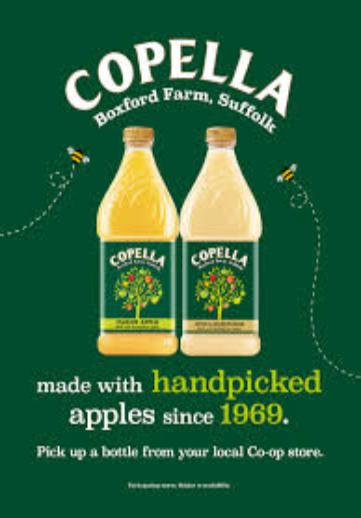 COPELLA
Boxford Farm, Suffolk
COPELLA
COPELLA
made with handpicked
apples since 1969.
Pick up a bottle from your local Co-op store.